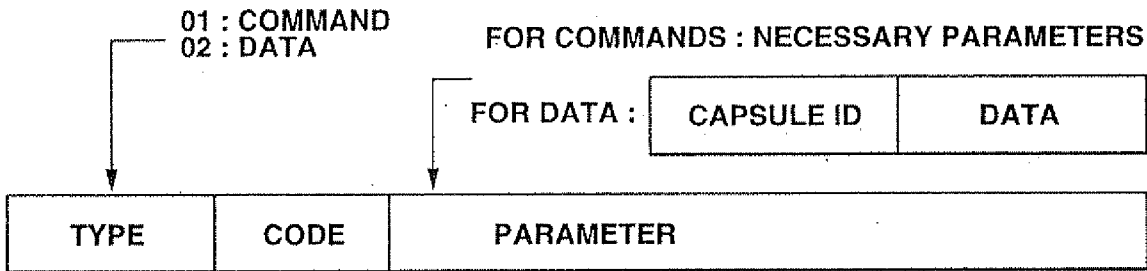 01 : COMMAND
02 : DATA
FOR COMMANDS : NECESSARY PARAMETERS
FOR DATA :
CAPSULE ID
DATA
TYPE
CODE
PARAMETER